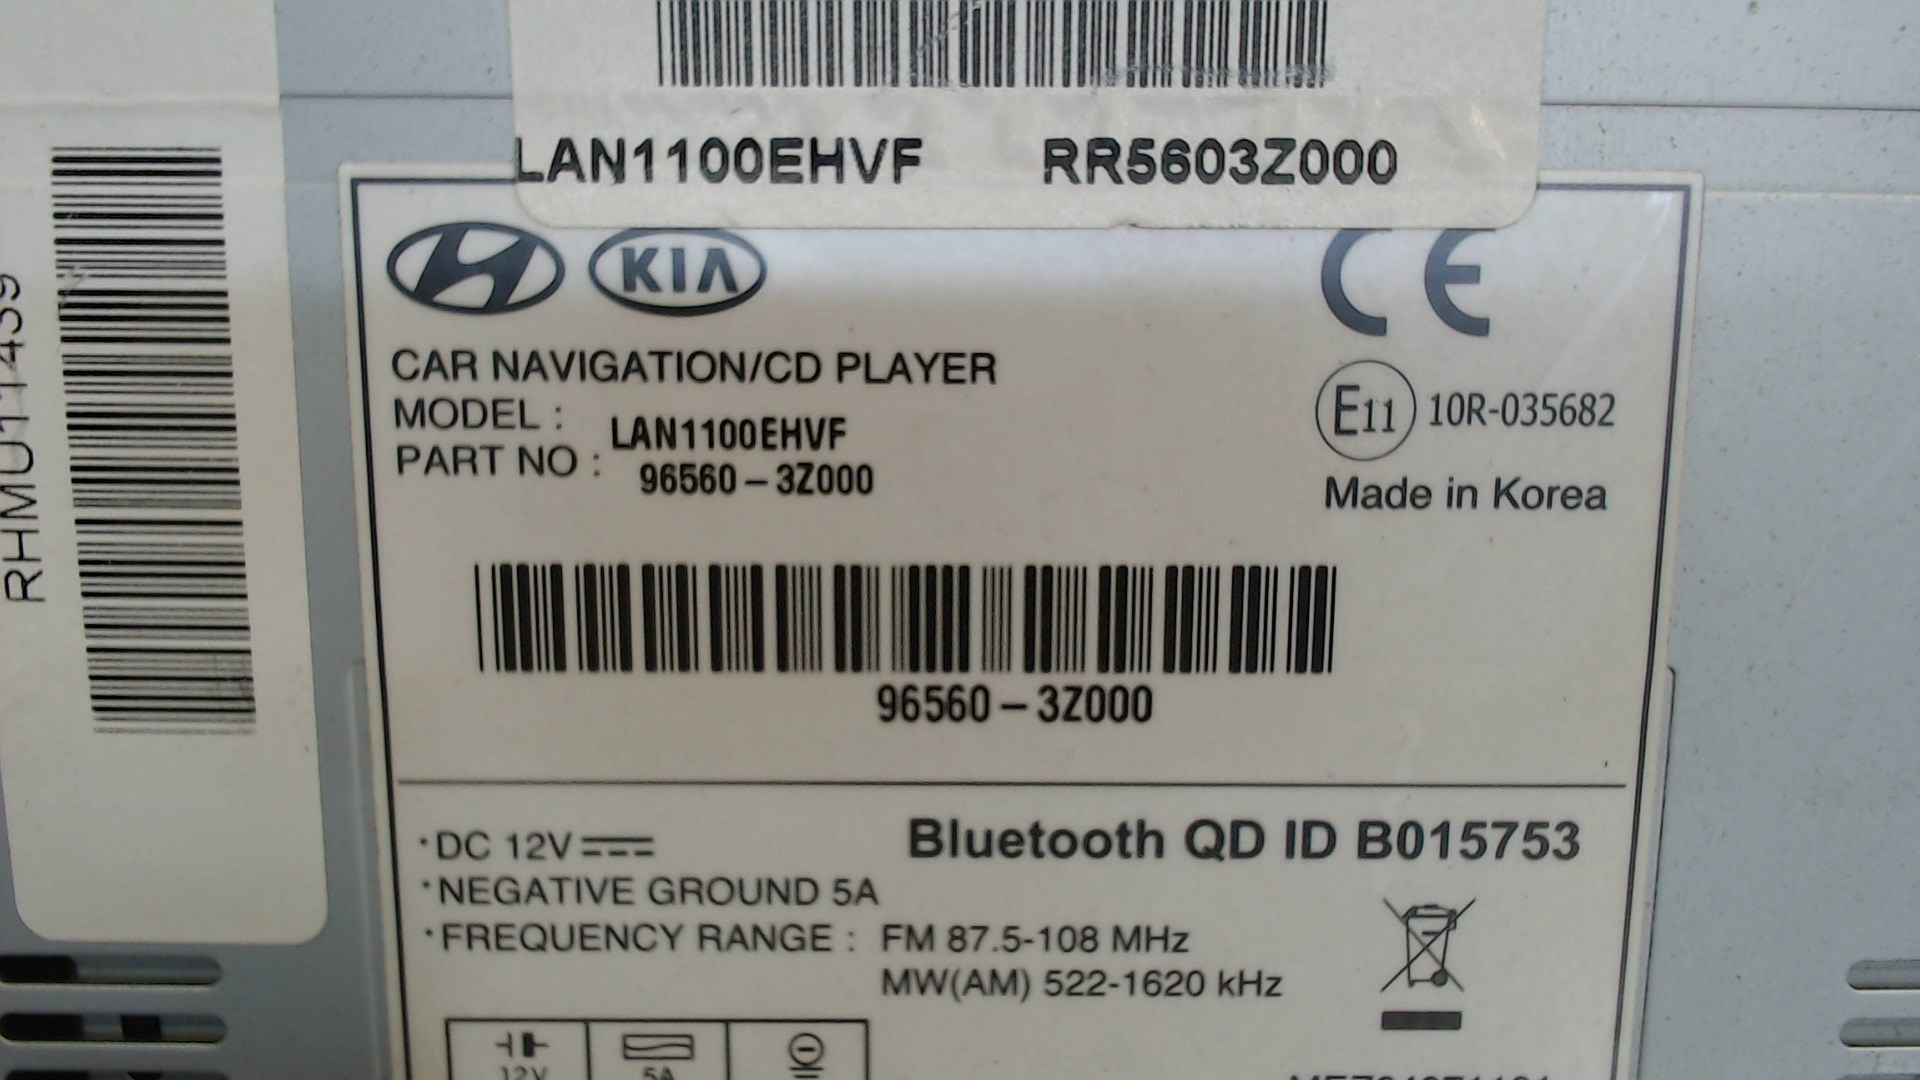 LAN1100EHVF RR5603Z000
KIA
CE
CAR NAVIGATION/CD PLAYER
MODEL : LAN1100EHVF
PART NO : 96560-3Z000
E11 10R-035682
Made in Korea
96560-3Z000
Bluetooth QD ID B015753
·DC 12V
·NEGATIVE GROUND 5A
·FREQUENCY RANGE : FM 87.5-108 MHz
MW(AM) 522-1620 kHz
12V 5A
RHMU11439